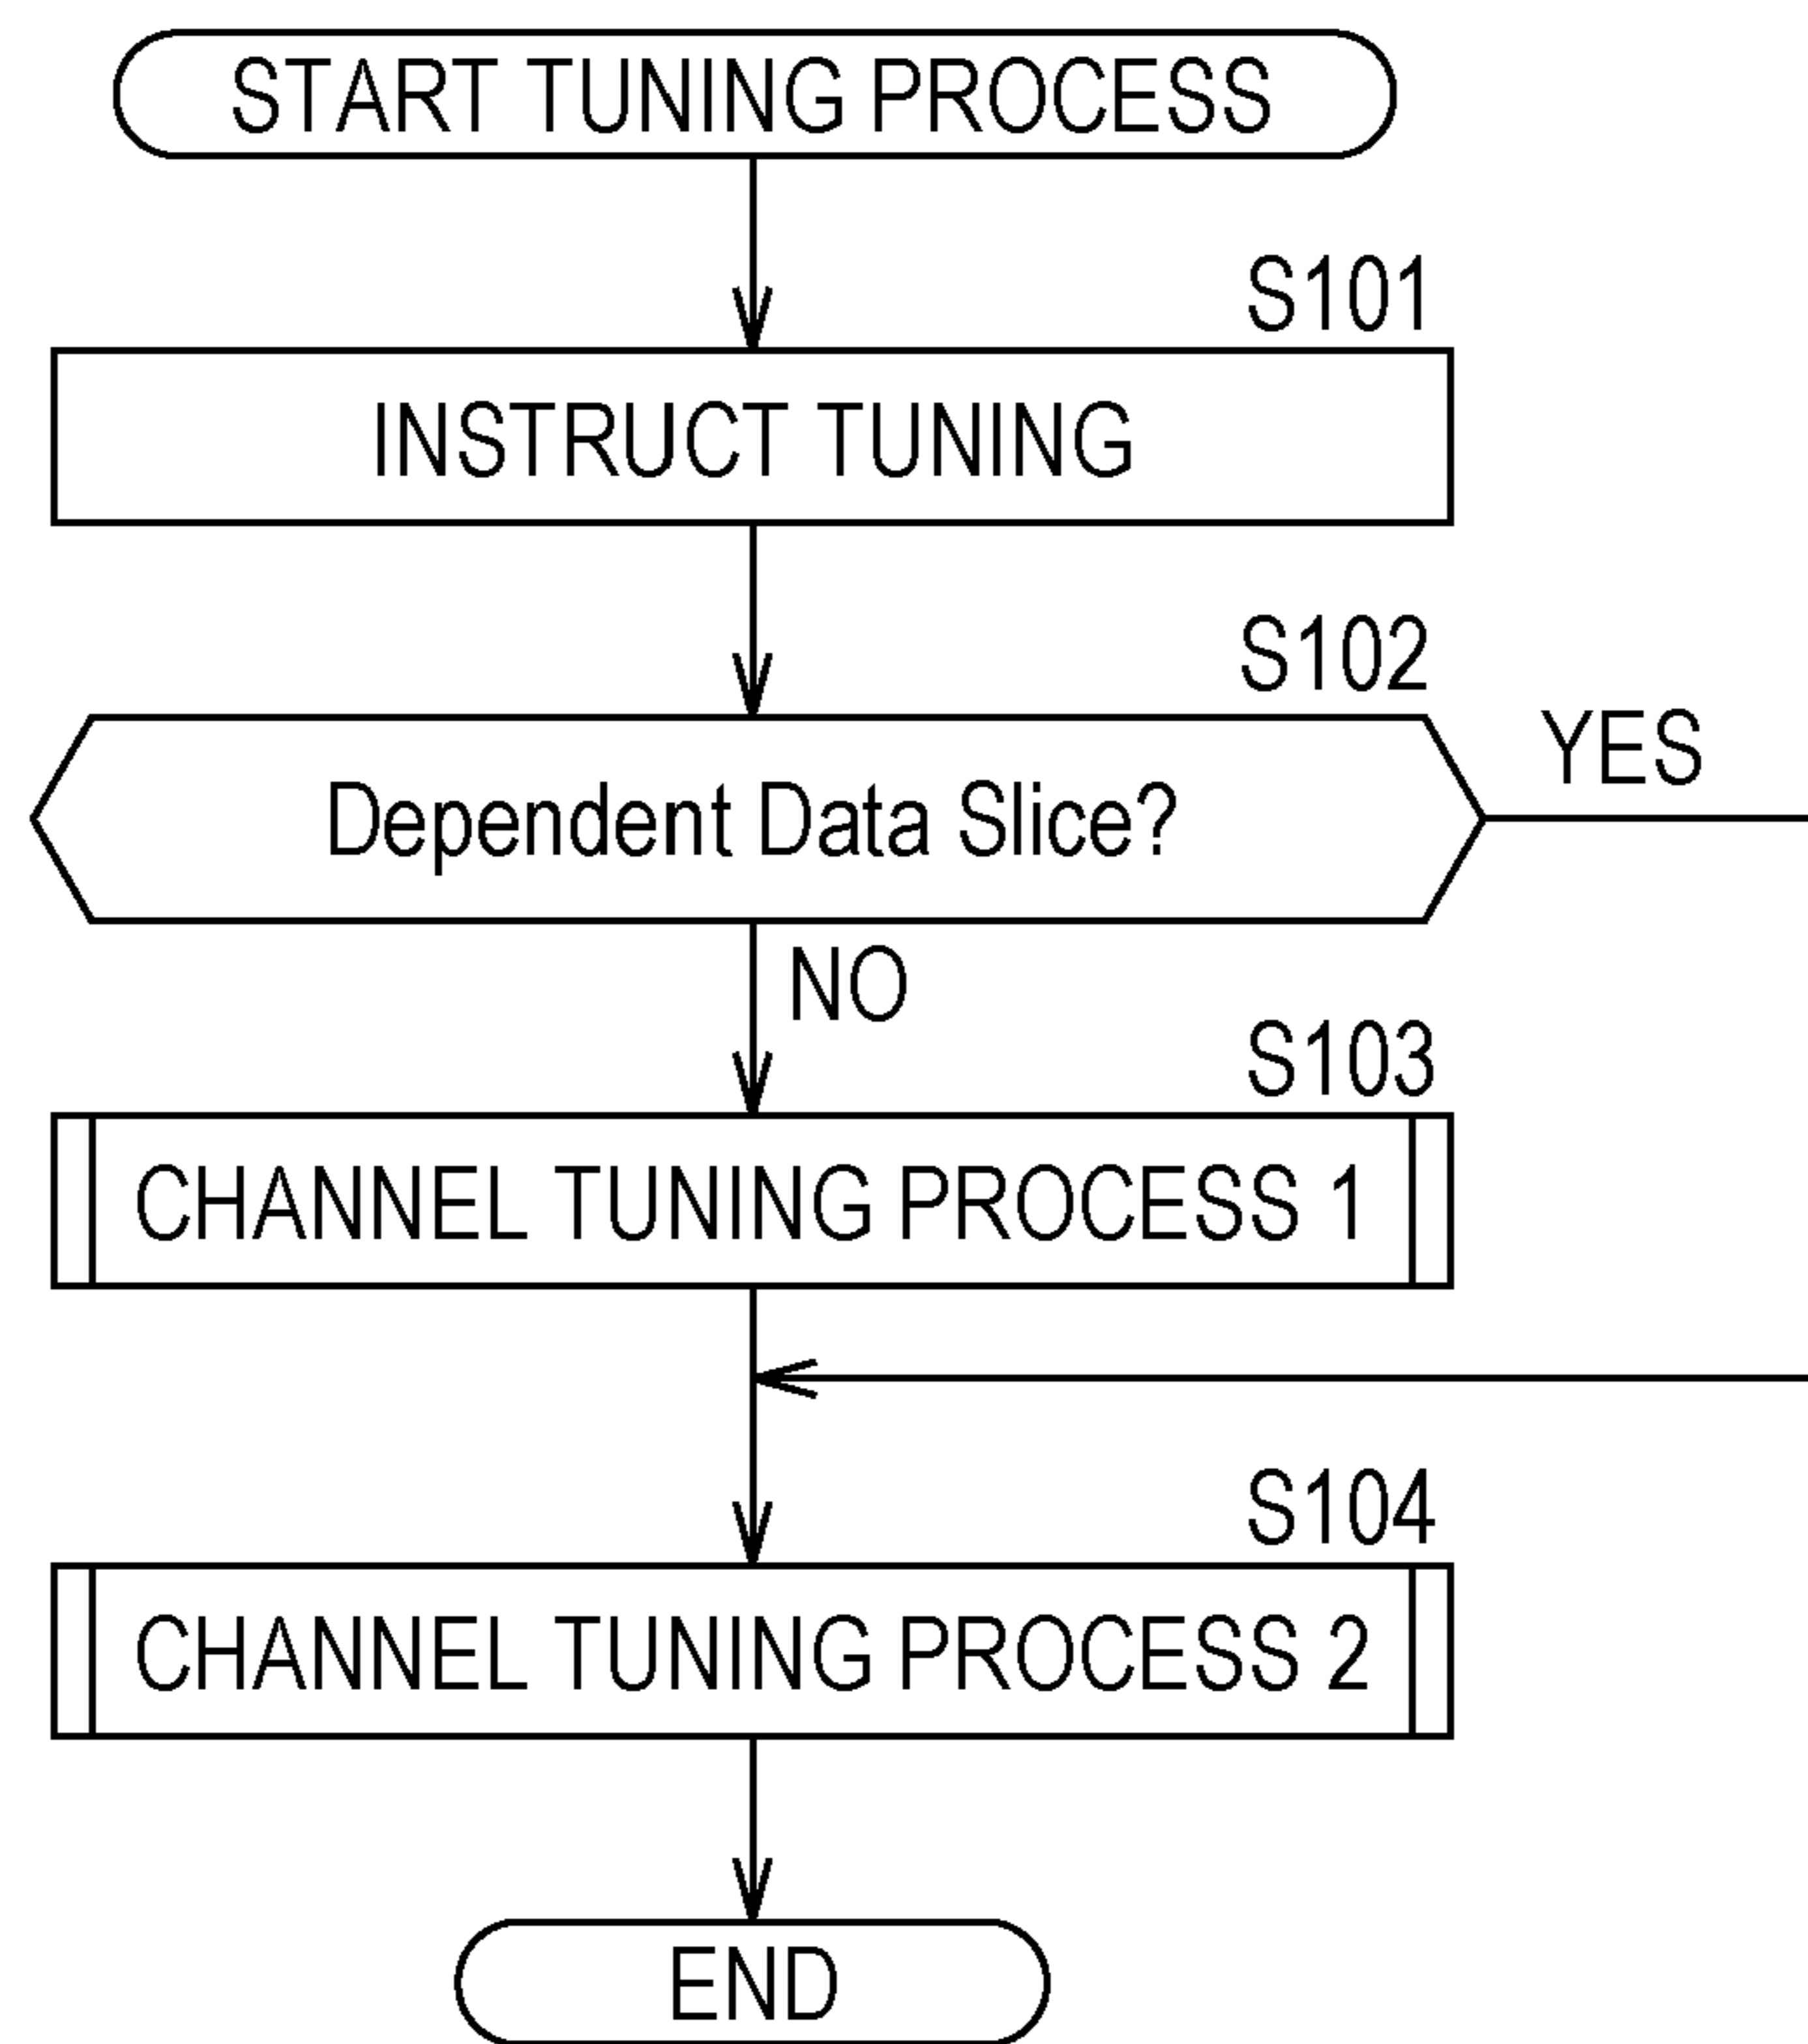 START TUNING PROCESS
S101
INSTRUCT TUNING
S102
YES
Dependent Data Slice?
NO
S103
CHANNEL TUNING PROCESS 1
S104
CHANNEL TUNING PROCESS 2
END